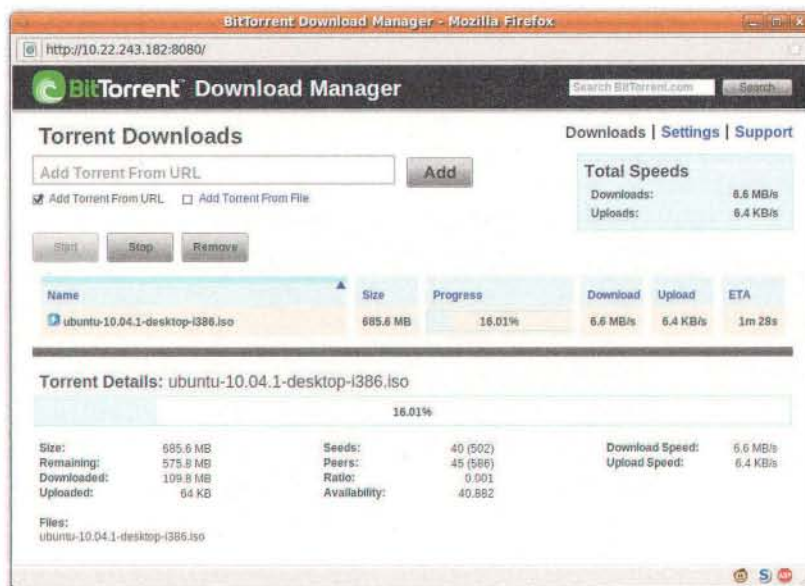 BitTorrent Download Manager - Mozilla Firefox
http://10.22.243.182:8080/
BitTorrent™ Download Manager
Search BitTorrent.com
Search
Torrent Downloads
Downloads | Settings | Support
Add Torrent From URL
Add
Add Torrent From URL
Add Torrent From File
Total Speeds
Downloads: 6.6 MB/s
Uploads: 6.4 KB/s
Start Stop Remove
Name Size Progress Download Upload ETA
ubuntu-10.04.1-desktop-i386.iso 685.6 MB 16.01% 6.6 MB/s 6.4 KB/s 1m 28s
Torrent Details: ubuntu-10.04.1-desktop-i386.iso
16.01%
Size: 685.6 MB Seeds: 40 (502) Download Speed: 6.6 MB/s
Remaining: 575.8 MB Peers: 45 (586) Upload Speed: 6.4 KB/s
Downloaded: 109.8 MB Ratio: 0.001
Uploaded: 64 KB Availability: 40.882
Files:
ubuntu-10.04.1-desktop-i386.iso
ABP